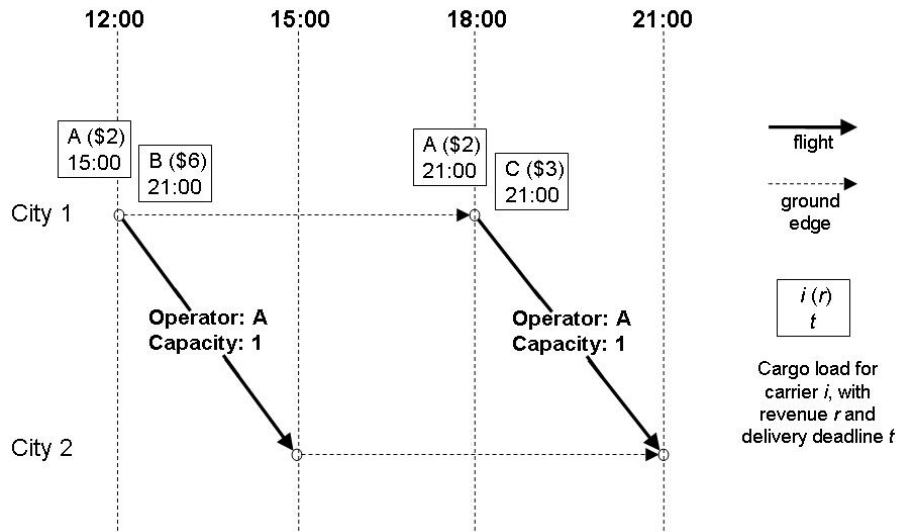 12:00 15:00 18:00 21:00
A ($2)
15:00
B ($6)
21:00
A ($2)
21:00
C ($3)
21:00
flight
City 1
ground
edge
Operator: A
Capacity: 1
Operator: A
Capacity: 1
i (r)
t
Cargo load for
carrier i, with
revenue r and
delivery deadline t
City 2